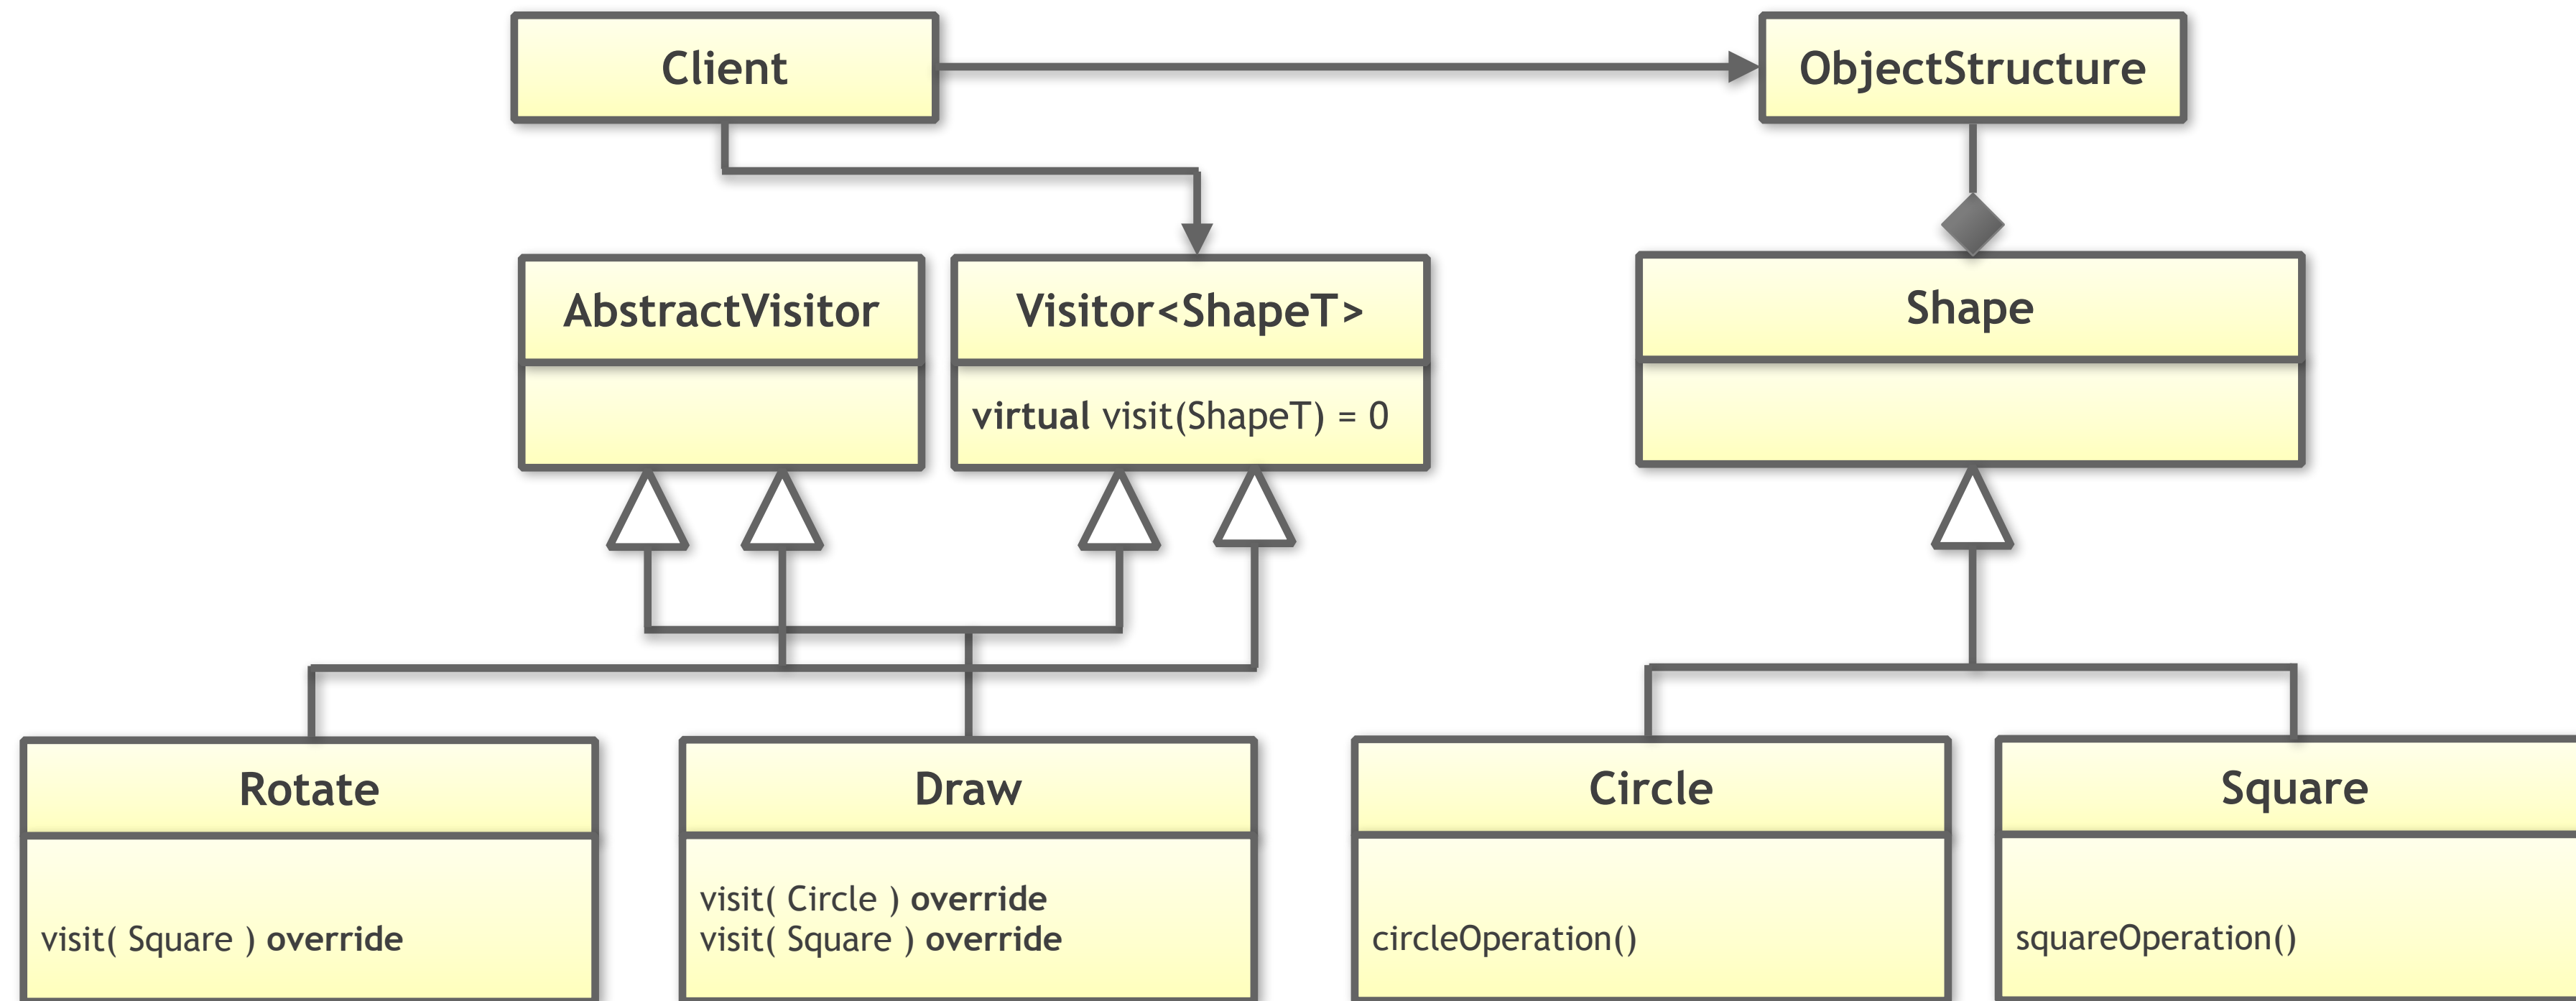 Client
ObjectStructure
AbstractVisitor
Visitor<ShapeT>
virtual visit(ShapeT) = 0
Shape
Rotate
visit( Square ) override
Draw
visit( Circle ) override
visit( Square ) override
Circle
circleOperation()
Square
squareOperation()